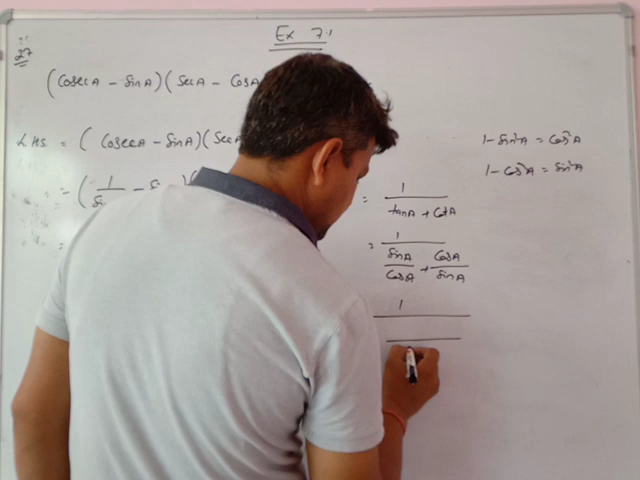 Ex 7.1
27
(CosecA - SinA)(SecA - CosA
LHS = (CosecA - SinA)(SecA
1 - Sin²A = Cos²A
1 - Cos²A = Sin²A
= (1/Si - S
= 1/(tanA + CotA
= 1/(SinA/CosA + CosA/SinA
=
1